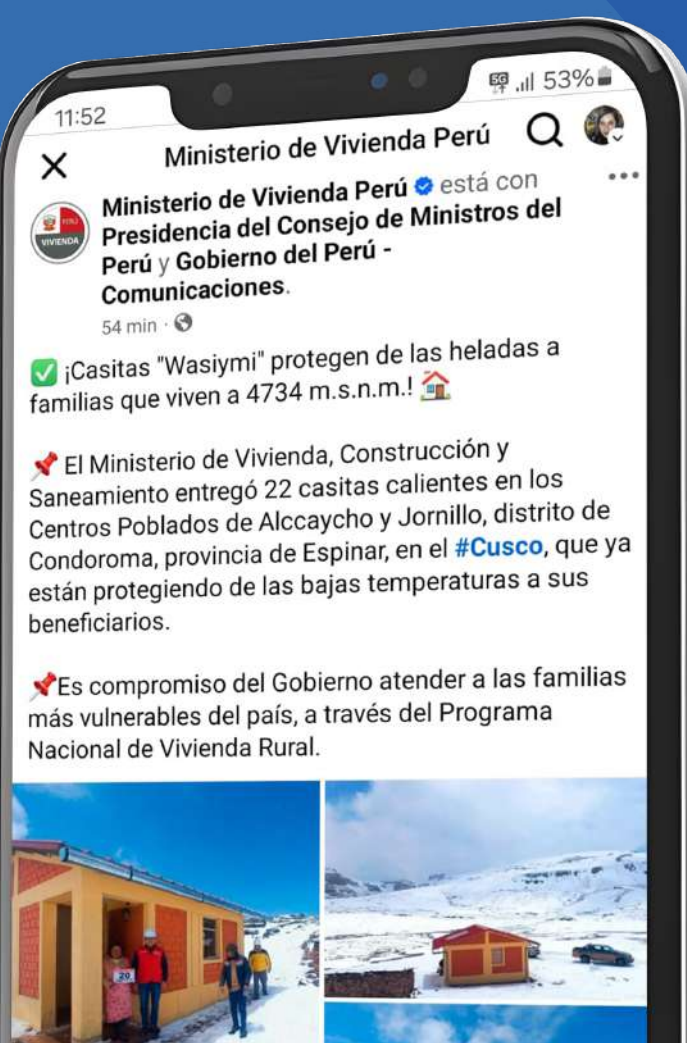 11:52
5G 53%
Ministerio de Vivienda Perú
PERÚ
VIVIENDA
Ministerio de Vivienda Perú está con
Presidencia del Consejo de Ministros del
Perú y Gobierno del Perú -
Comunicaciones.
54 min ·
✅ ¡Casitas "Wasiymi" protegen de las heladas a
familias que viven a 4734 m.s.n.m.! 🏠
📌 El Ministerio de Vivienda, Construcción y
Saneamiento entregó 22 casitas calientes en los
Centros Poblados de Alccaycho y Jornillo, distrito de
Condoroma, provincia de Espinar, en el #Cusco, que ya
están protegiendo de las bajas temperaturas a sus
beneficiarios.
📌Es compromiso del Gobierno atender a las familias
más vulnerables del país, a través del Programa
Nacional de Vivienda Rural.
20